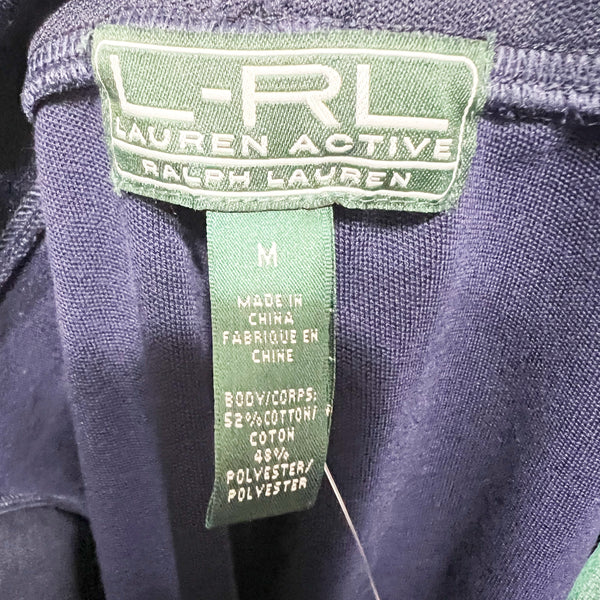 L-RL
LAUREN ACTIVE
RALPH LAUREN
M
MADE IN
CHINA
FABRIQUE EN
CHINE
BODY/CORPS:
52%COTTON/
COTON
48%
POLYESTER/
POLYESTER